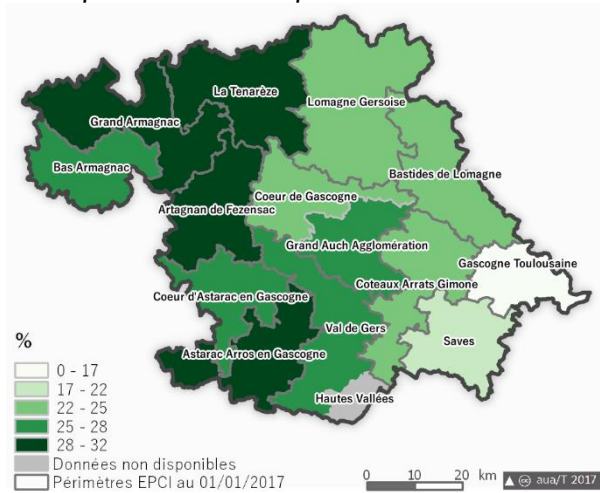 La Tenarèze
Lomagne Gersoise
Grand Armagnac
Bas Armagnac
Bastides de Lomagne
Coeur de Gascogne
Artagnan de Fezensac
Grand Auch Agglomération
Gascogne Toulousaine
Coteaux Arrats Gimone
Coeur d'Astarac en Gascogne
Val de Gers
Saves
Astarac Arros en Gascogne
Hautes Vallées
%
0 - 17
17 - 22
22 - 25
25 - 28
28 - 32
Données non disponibles
Périmètres EPCI au 01/01/2017
0 10 20 km
cc aua/T 2017